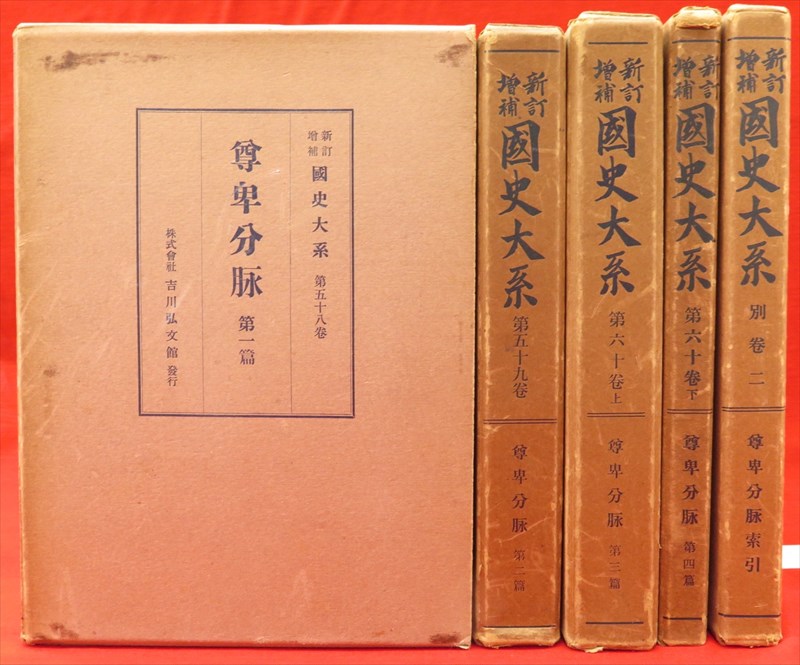 新訂
增補
國史大系 第五十八卷
尊卑分脉 第一篇
株式會社 吉川弘文館 發行
新訂
增補
國史大系
第五十九卷
尊卑分脉 第二篇
新訂
增補
國史大系
第六十卷上
尊卑分脉 第三篇
新訂
增補
國史大系
第六十卷下
尊卑分脉 第四篇
新訂
增補
國史大系
別卷二
尊卑分脉索引